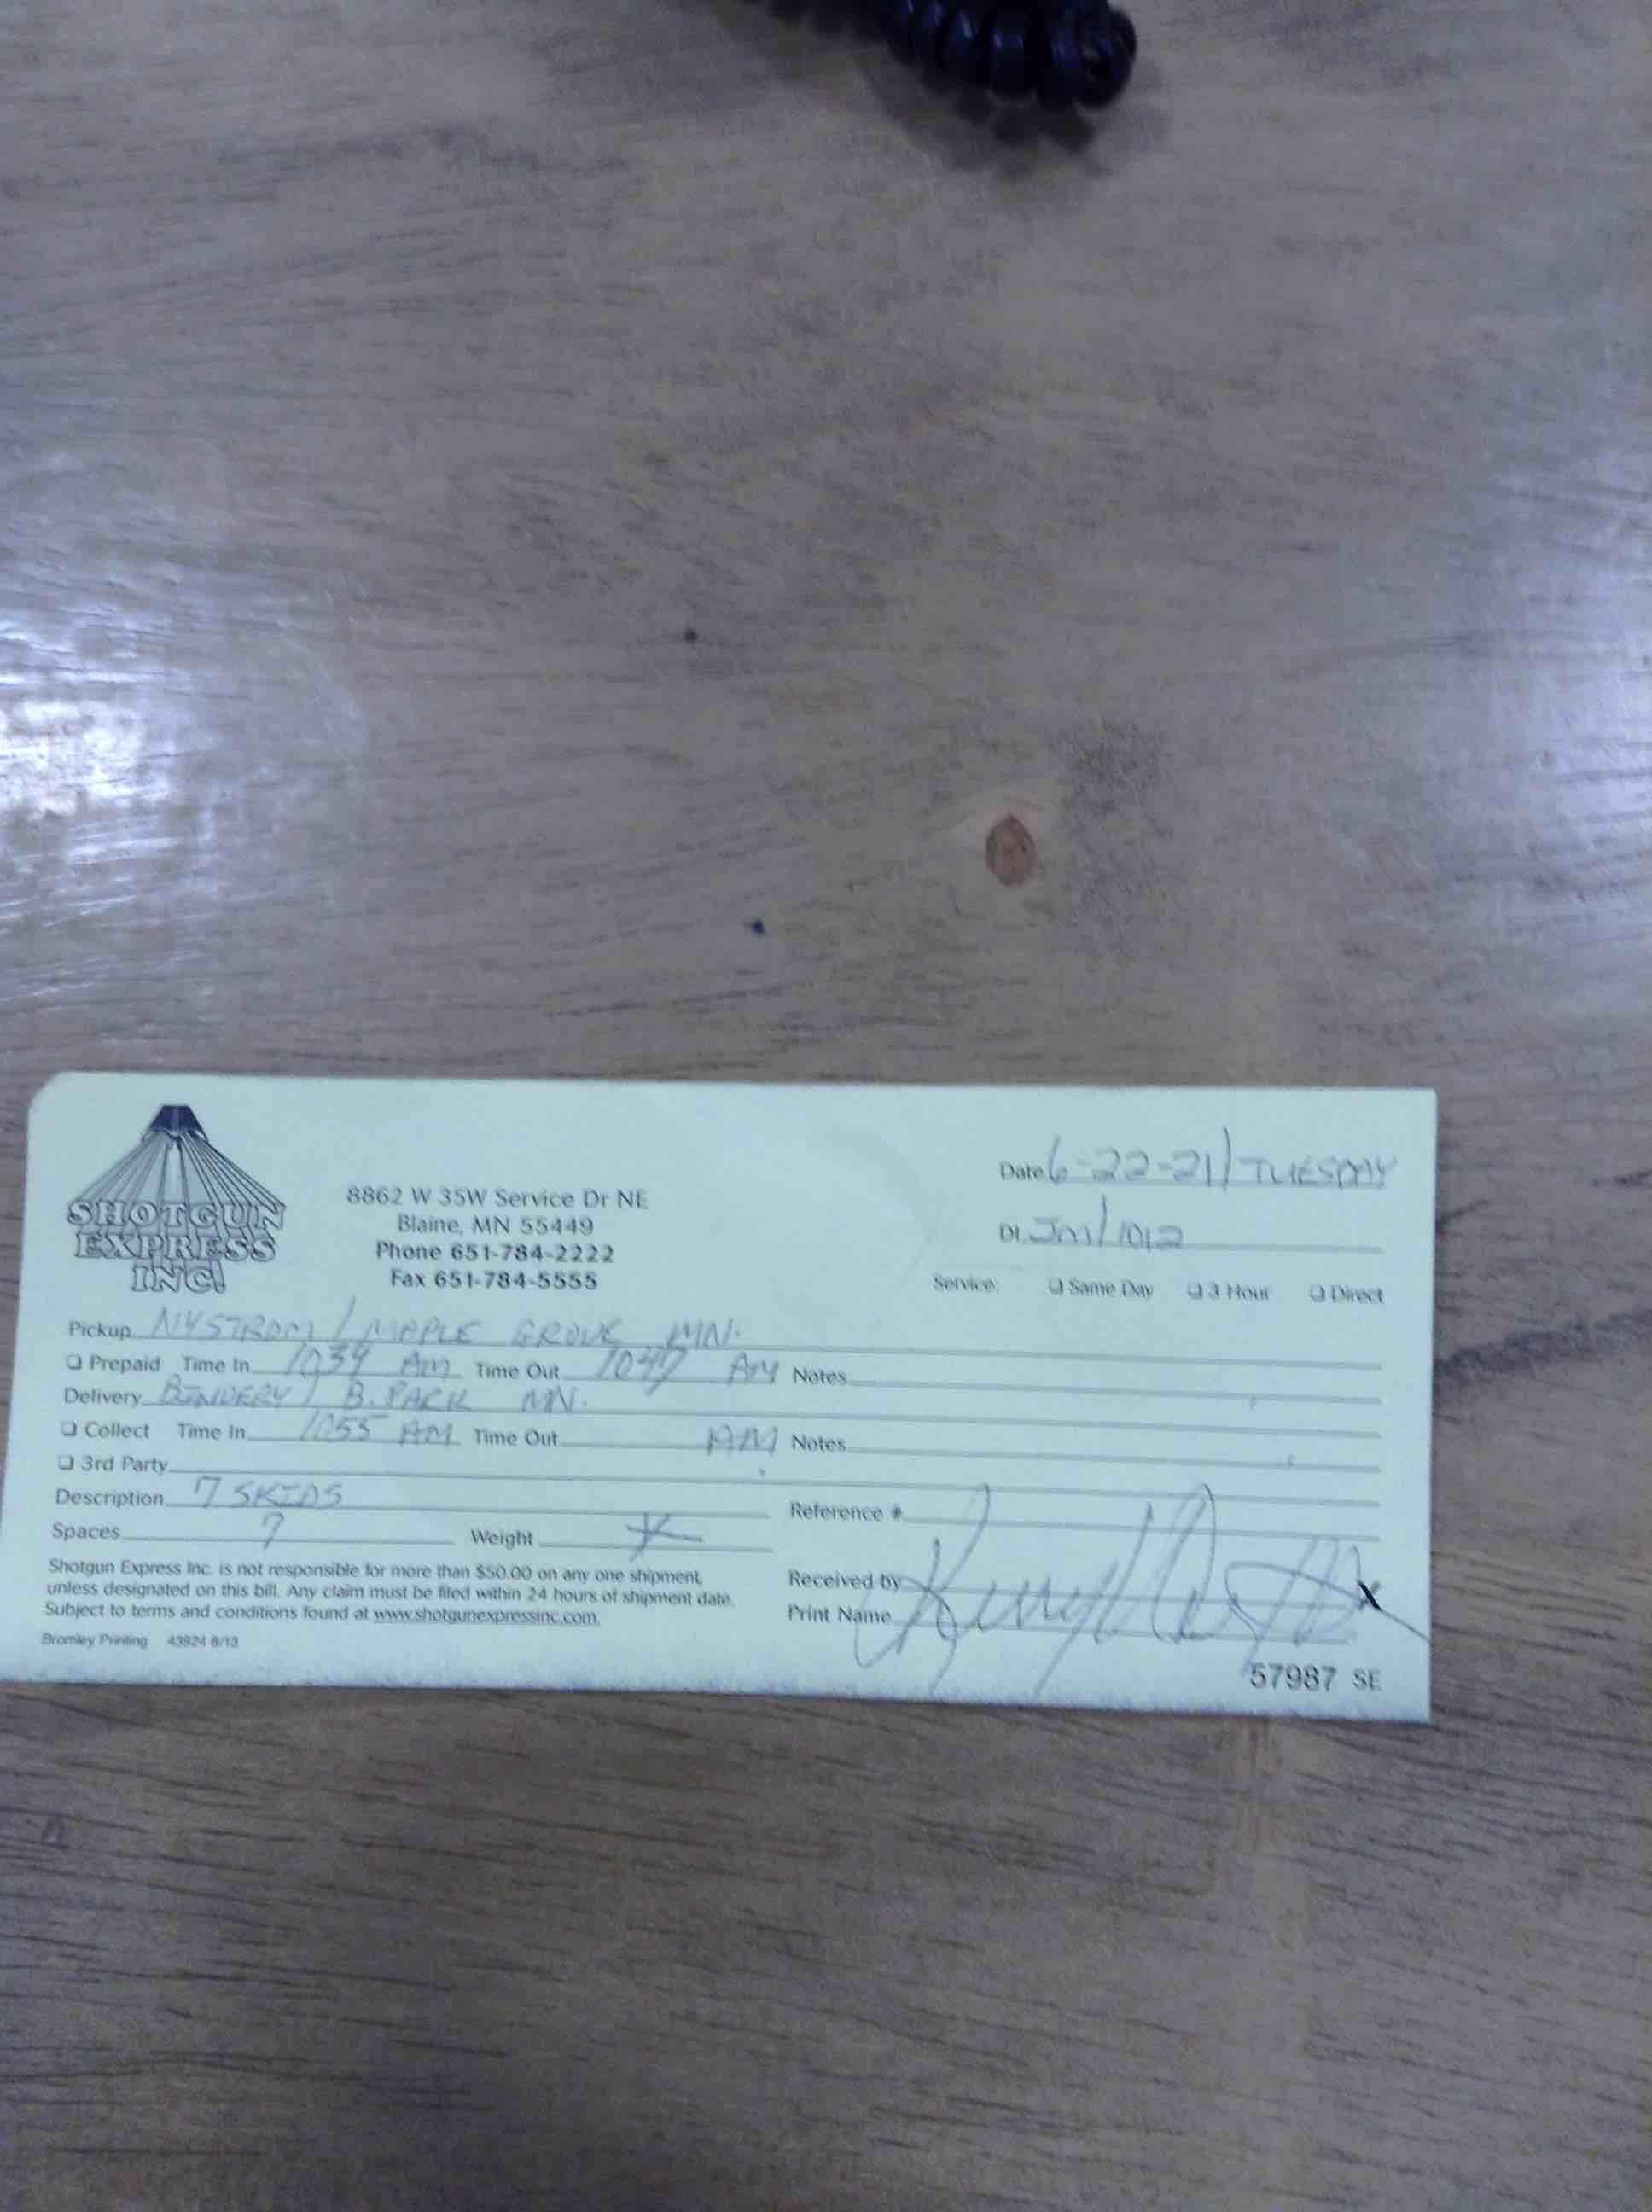 SHOTGUN
EXPRESS
INC!
8862 W 35W Service Dr NE
Blaine, MN 55449
Phone 651-784-2222
Fax 651-784-5555
Date 6-22-21/TUESDAY
DI /1012
Service: Same Day 3 Hour Direct
Pickup NYSTROM / MAPLE GROVE MN.
Prepaid Time In 1039 AM Time Out 1047 AM Notes
Delivery BINDERY / B. PARK MN.
Collect Time In 1055 AM Time Out AM Notes
3rd Party
Description 7 SKIDS
Reference #
Spaces 7 Weight
Shotgun Express Inc. is not responsible for more than $50.00 on any one shipment,
unless designated on this bill. Any claim must be filed within 24 hours of shipment date.
Subject to terms and conditions found at www.shotgunexpressinc.com.
Received by X
Print Name
Bromley Printing 43924 8/13
57987 SE